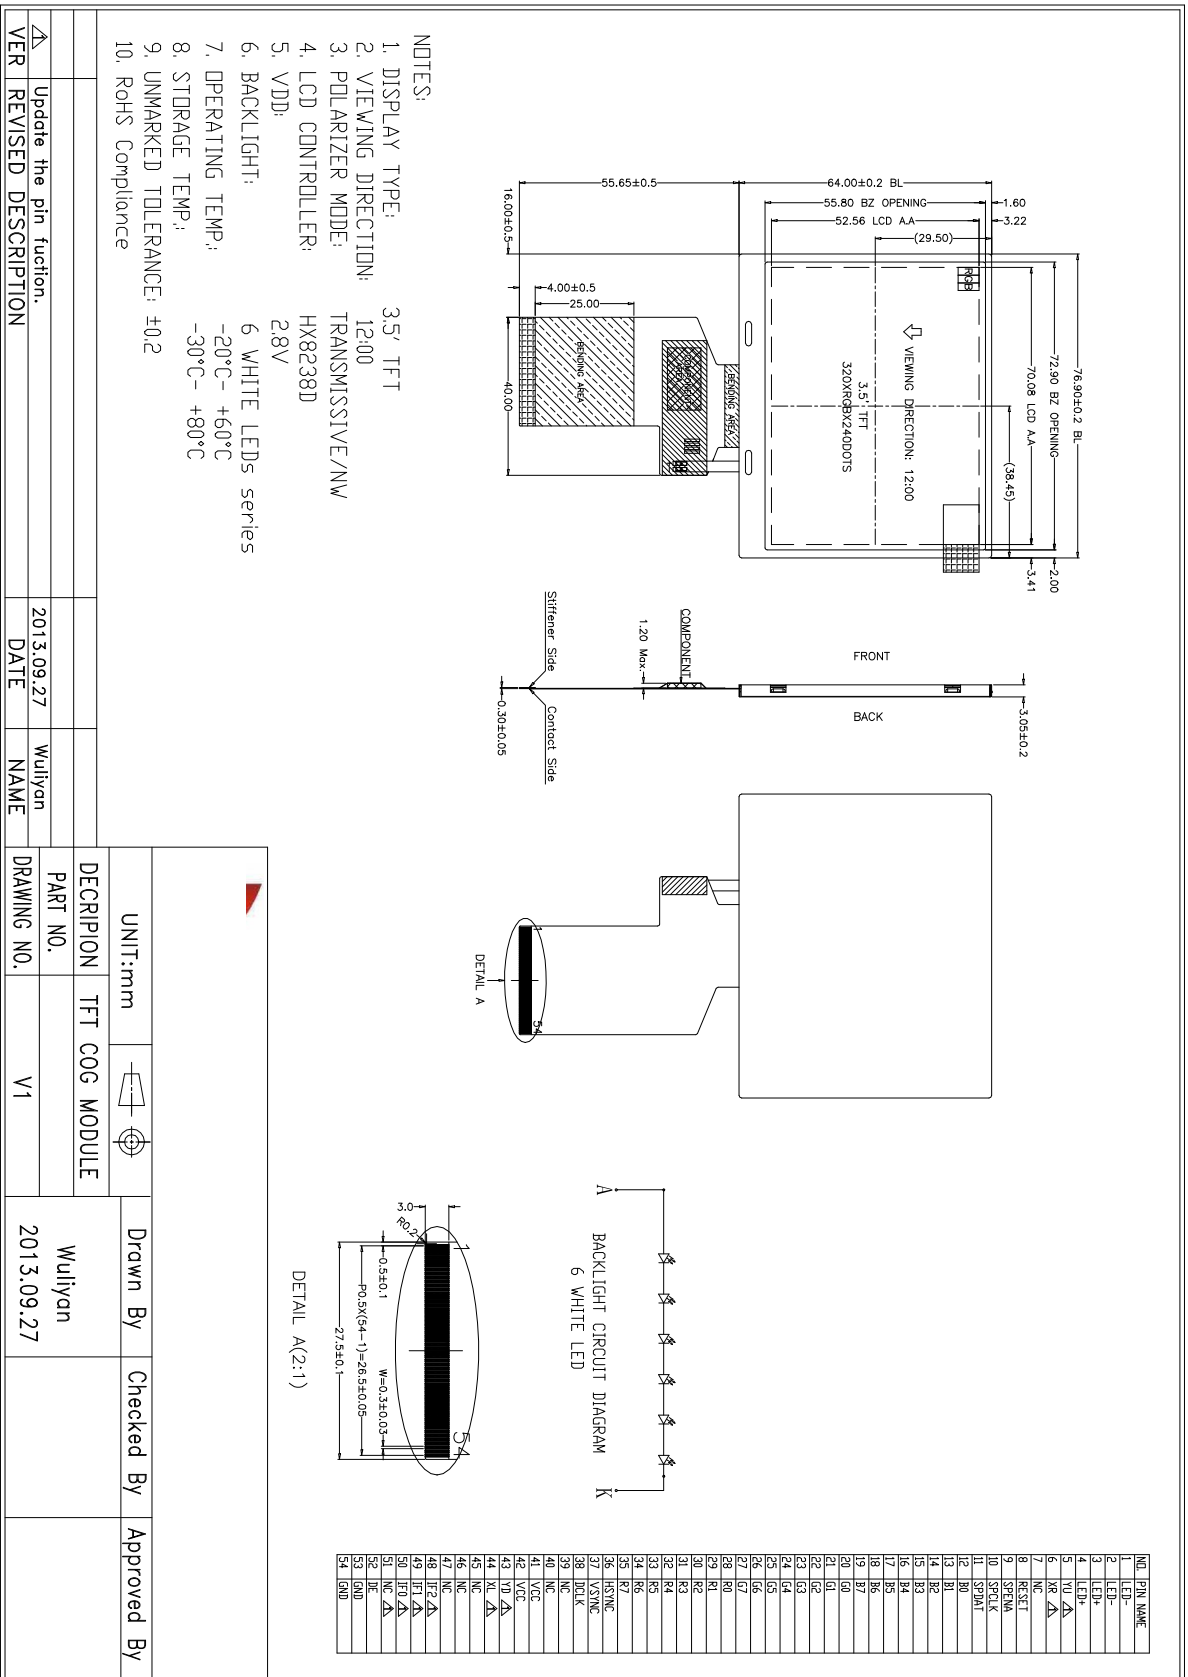 76.90±0.2 BL
72.90 BZ OPENING
70.08 LCD A.A
(38.45)
2.00
3.41
64.00±0.2 BL
55.80 BZ OPENING
52.56 LCD A.A
(29.50)
1.60
3.22
55.65±0.5
16.00±0.5
4.00±0.5
25.00
40.00
RGB
VIEWING DIRECTION: 12:00
3.5' TFT
320XRGBX240DOTS
BENDING AREA
COMPONENT
AREA
BENDING AREA
3.05±0.2
FRONT
BACK
COMPONENT
1.20 Max.
Stiffener Side
Contact Side
0.30±0.05
1
54
DETAIL A
A
K
BACKLIGHT CIRCUIT DIAGRAM
6 WHITE LED
3.0
R0.2
1
54
0.5±0.1
W=0.3±0.03
P0.5X(54-1)=26.5±0.05
27.5±0.1
DETAIL A(2:1)
NO. PIN NAME
1 LED-
2 LED-
3 LED+
4 LED+
5 YU
6 XR
7 NC
8 RESET
9 SPENA
10 SPCLK
11 SPDAT
12 B0
13 B1
14 B2
15 B3
16 B4
17 B5
18 B6
19 B7
20 G0
21 G1
22 G2
23 G3
24 G4
25 G5
26 G6
27 G7
28 R0
29 R1
30 R2
31 R3
32 R4
33 R5
34 R6
35 R7
36 HSYNC
37 VSYNC
38 DCLK
39 NC
40 NC
41 VCC
42 VCC
43 YD
44 XL
45 NC
46 NC
47 NC
48 IF2
49 IF1
50 IF0
51 NC
52 DE
53 GND
54 GND
NOTES:
1. DISPLAY TYPE: 3.5' TFT
2. VIEWING DIRECTION: 12:00
3. POLARIZER MODE: TRANSMISSIVE/NW
4. LCD CONTROLLER: HX8238D
5. VDD: 2.8V
6. BACKLIGHT: 6 WHITE LEDs series
7. OPERATING TEMP.: -20°C- +60°C
8. STORAGE TEMP.: -30°C- +80°C
9. UNMARKED TOLERANCE: ±0.2
10. RoHS Compliance
1 Update the pin fuction. 2013.09.27 Wuliyan
VER REVISED DESCRIPTION DATE NAME
UNIT:mm
DECRIPION TFT COG MODULE
PART NO.
DRAWING NO. V1
Drawn By Checked By Approved By
Wuliyan
2013.09.27